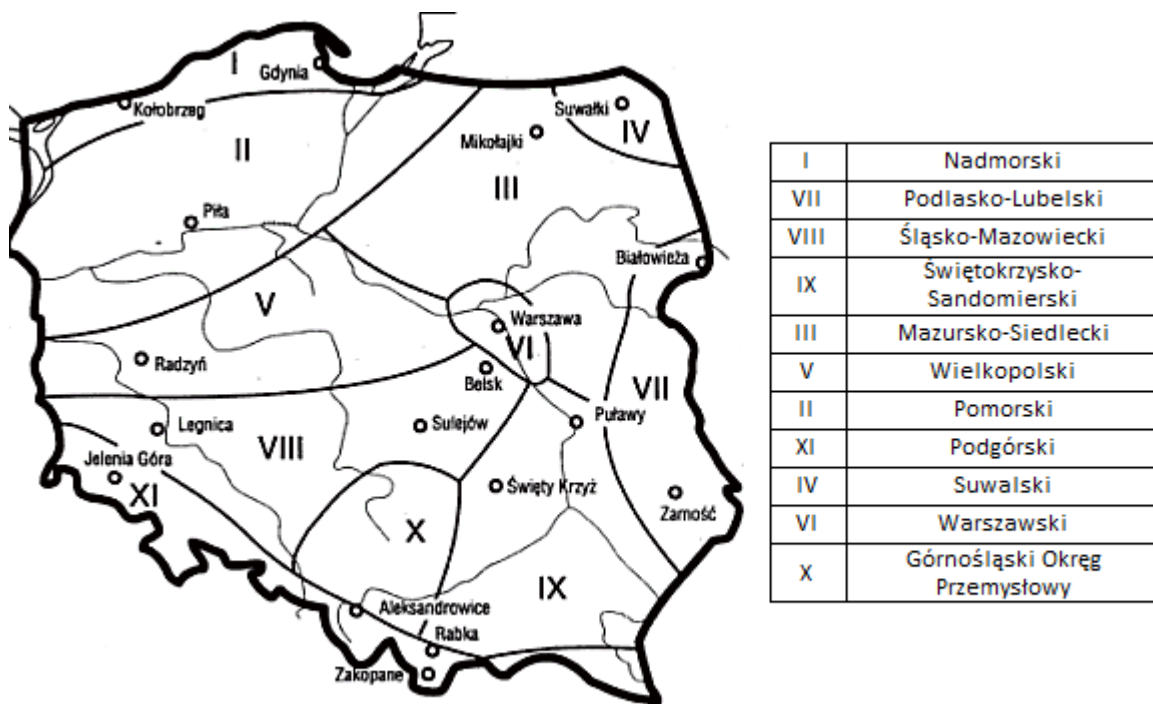 I
Gdynia
Kołobrzeg
Suwałki
IV
Mikołajki
II
III
Piła
Białowieża
V
Warszawa
VI
Radzyń
Belsk
VII
Puławy
Legnica
VIII
Sulejów
Jelenia Góra
XI
Święty Krzyż
Zamość
X
IX
Aleksandrowice
Rabka
Zakopane
I Nadmorski
VII Podlasko-Lubelski
VIII Śląsko-Mazowiecki
IX Świętokrzysko-
Sandomierski
III Mazursko-Siedlecki
V Wielkopolski
II Pomorski
XI Podgórski
IV Suwalski
VI Warszawski
X Górnośląski Okręg
Przemysłowy